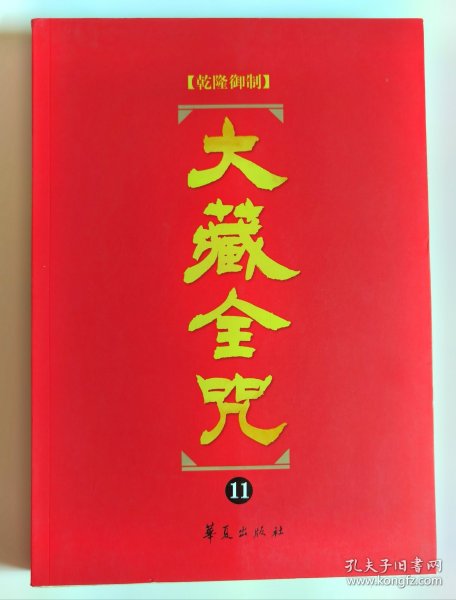 【乾隆御制】
大藏全咒
11
華夏出版社
孔夫子旧书网
www.kongfz.com